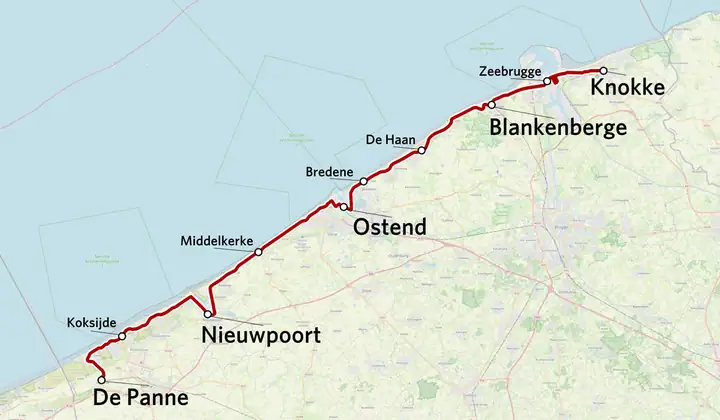 Zeebrugge
Knokke
Blankenberge
De Haan
Bredene
Ostend
Middelkerke
Koksijde
Nieuwpoort
De Panne